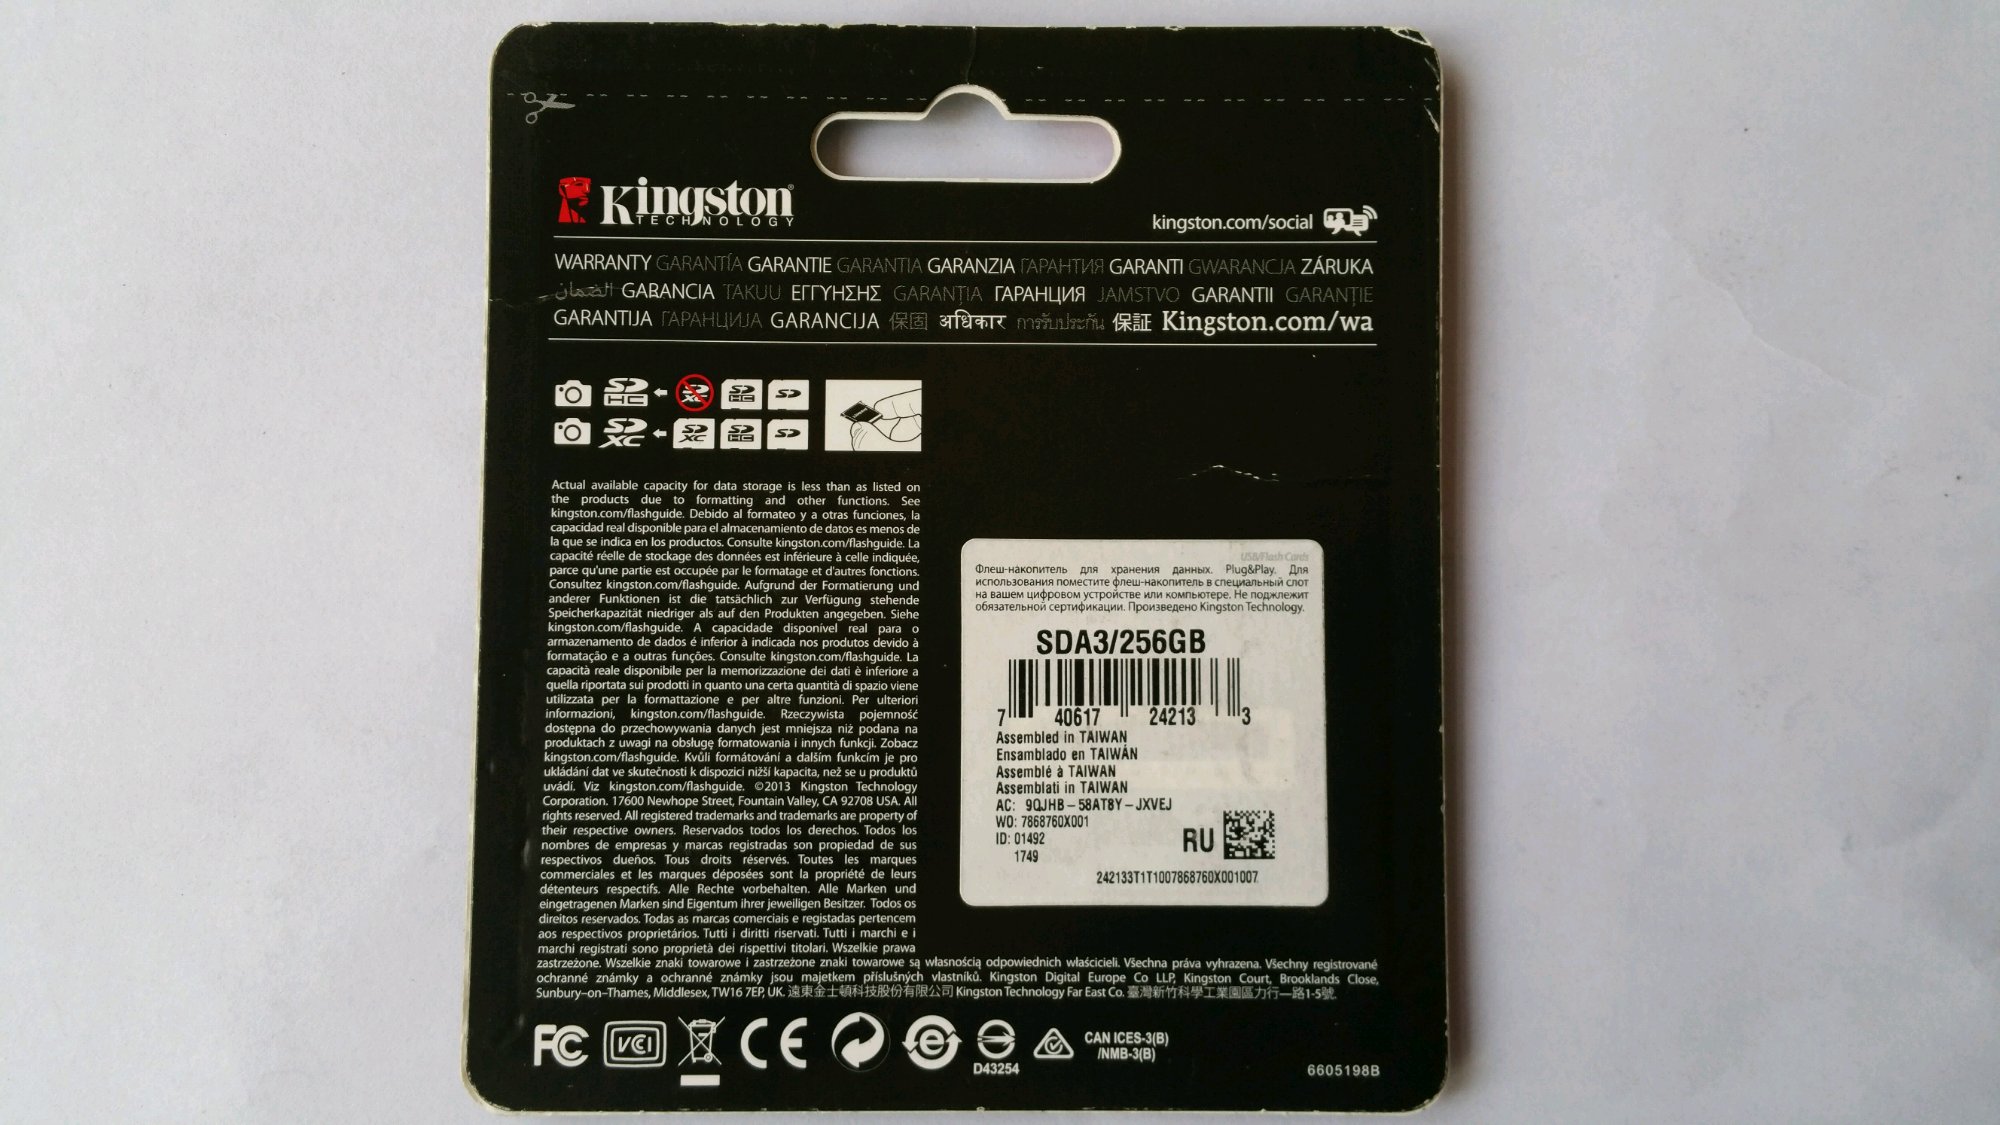 Kingston
TECHNOLOGY
kingston.com/social
WARRANTY GARANTÍA GARANTIE GARANTIA GARANZIA ГАРАНТИЯ GARANTI GWARANCJA ZÁRUKA
الضمان GARANCIA TAKUU ΕΓΓΥΗΣΗΣ GARANȚIA ГАРАНЦИЯ JAMSTVO GARANTII GARANȚIE
GARANTIJA ГАРАНЦИЈА GARANCIJA 保固 अधिकार การรับประกัน 保証 Kingston.com/wa
SD HC SD XC SD HC SD
SD XC SD XC SD HC SD
Actual available capacity for data storage is less than as listed on
the products due to formatting and other functions. See
kingston.com/flashguide. Debido al formateo y a otras funciones, la
capacidad real disponible para el almacenamiento de datos es menos de
la que se indica en los productos. Consulte kingston.com/flashguide. La
capacité réelle de stockage des données est inférieure à celle indiquée,
parce qu'une partie est occupée par le formatage et d'autres fonctions.
Consultez kingston.com/flashguide. Aufgrund der Formatierung und
anderer Funktionen ist die tatsächlich zur Verfügung stehende
Speicherkapazität niedriger als auf den Produkten angegeben. Siehe
kingston.com/flashguide. A capacidade disponível real para o
armazenamento de dados é inferior à indicada nos produtos devido à
formatação e a outras funções. Consulte kingston.com/flashguide. La
capacità reale disponibile per la memorizzazione dei dati è inferiore a
quella riportata sui prodotti in quanto una certa quantità di spazio viene
utilizzata per la formattazione e per altre funzioni. Per ulteriori
informazioni, kingston.com/flashguide. Rzeczywista pojemność
dostępna do przechowywania danych jest mniejsza niż podana na
produktach z uwagi na obsługę formatowania i innych funkcji. Zobacz
kingston.com/flashguide. Kvůli formátování a dalším funkcím je pro
ukládání dat ve skutečnosti k dispozici nižší kapacita, než se u produktů
uvádí. Viz kingston.com/flashguide. ©2013 Kingston Technology
Corporation. 17600 Newhope Street, Fountain Valley, CA 92708 USA. All
rights reserved. All registered trademarks and trademarks are property of
their respective owners. Reservados todos los derechos. Todos los
nombres de empresas y marcas registradas son propiedad de sus
respectivos dueños. Tous droits réservés. Toutes les marques
commerciales et les marques déposées sont la propriété de leurs
détenteurs respectifs. Alle Rechte vorbehalten. Alle Marken und
eingetragenen Marken sind Eigentum ihrer jeweiligen Besitzer. Todos os
direitos reservados. Todas as marcas comerciais e registadas pertencem
aos respectivos proprietários. Tutti i diritti riservati. Tutti i marchi e i
marchi registrati sono proprietà dei rispettivi titolari. Wszelkie prawa
zastrzeżone. Wszelkie znaki towarowe i zastrzeżone znaki towarowe są własnością odpowiednich właścicieli. Všechna práva vyhrazena. Všechny registrované
ochranné známky a ochranné známky jsou majetkem příslušných vlastníků. Kingston Digital Europe Co LLP, Kingston Court, Brooklands Close,
Sunbury-on-Thames, Middlesex, TW16 7EP, UK. 遠東金士頓科技股份有限公司 Kingston Technology Far East Co. 臺灣新竹科學工業園區力行一路1-5號.
USB/Flash Cards
Флеш-накопитель для хранения данных. Plug&Play. Для
использования поместите флеш-накопитель в специальный слот
на вашем цифровом устройстве или компьютере. Не поджлежит
обязательной сертификации. Произведено Kingston Technology.
SDA3/256GB
7 40617 24213 3
Assembled in TAIWAN
Ensamblado en TAIWÁN
Assemblé à TAIWAN
Assemblati in TAIWAN
AC: 9QJHB-58AT8Y-JXVEJ
WO: 7868760X001
ID: 01492
1749
RU
242133T1T1007868760X001007
FC VCI CE e
D43254
CAN ICES-3(B)
/NMB-3(B)
6605198B